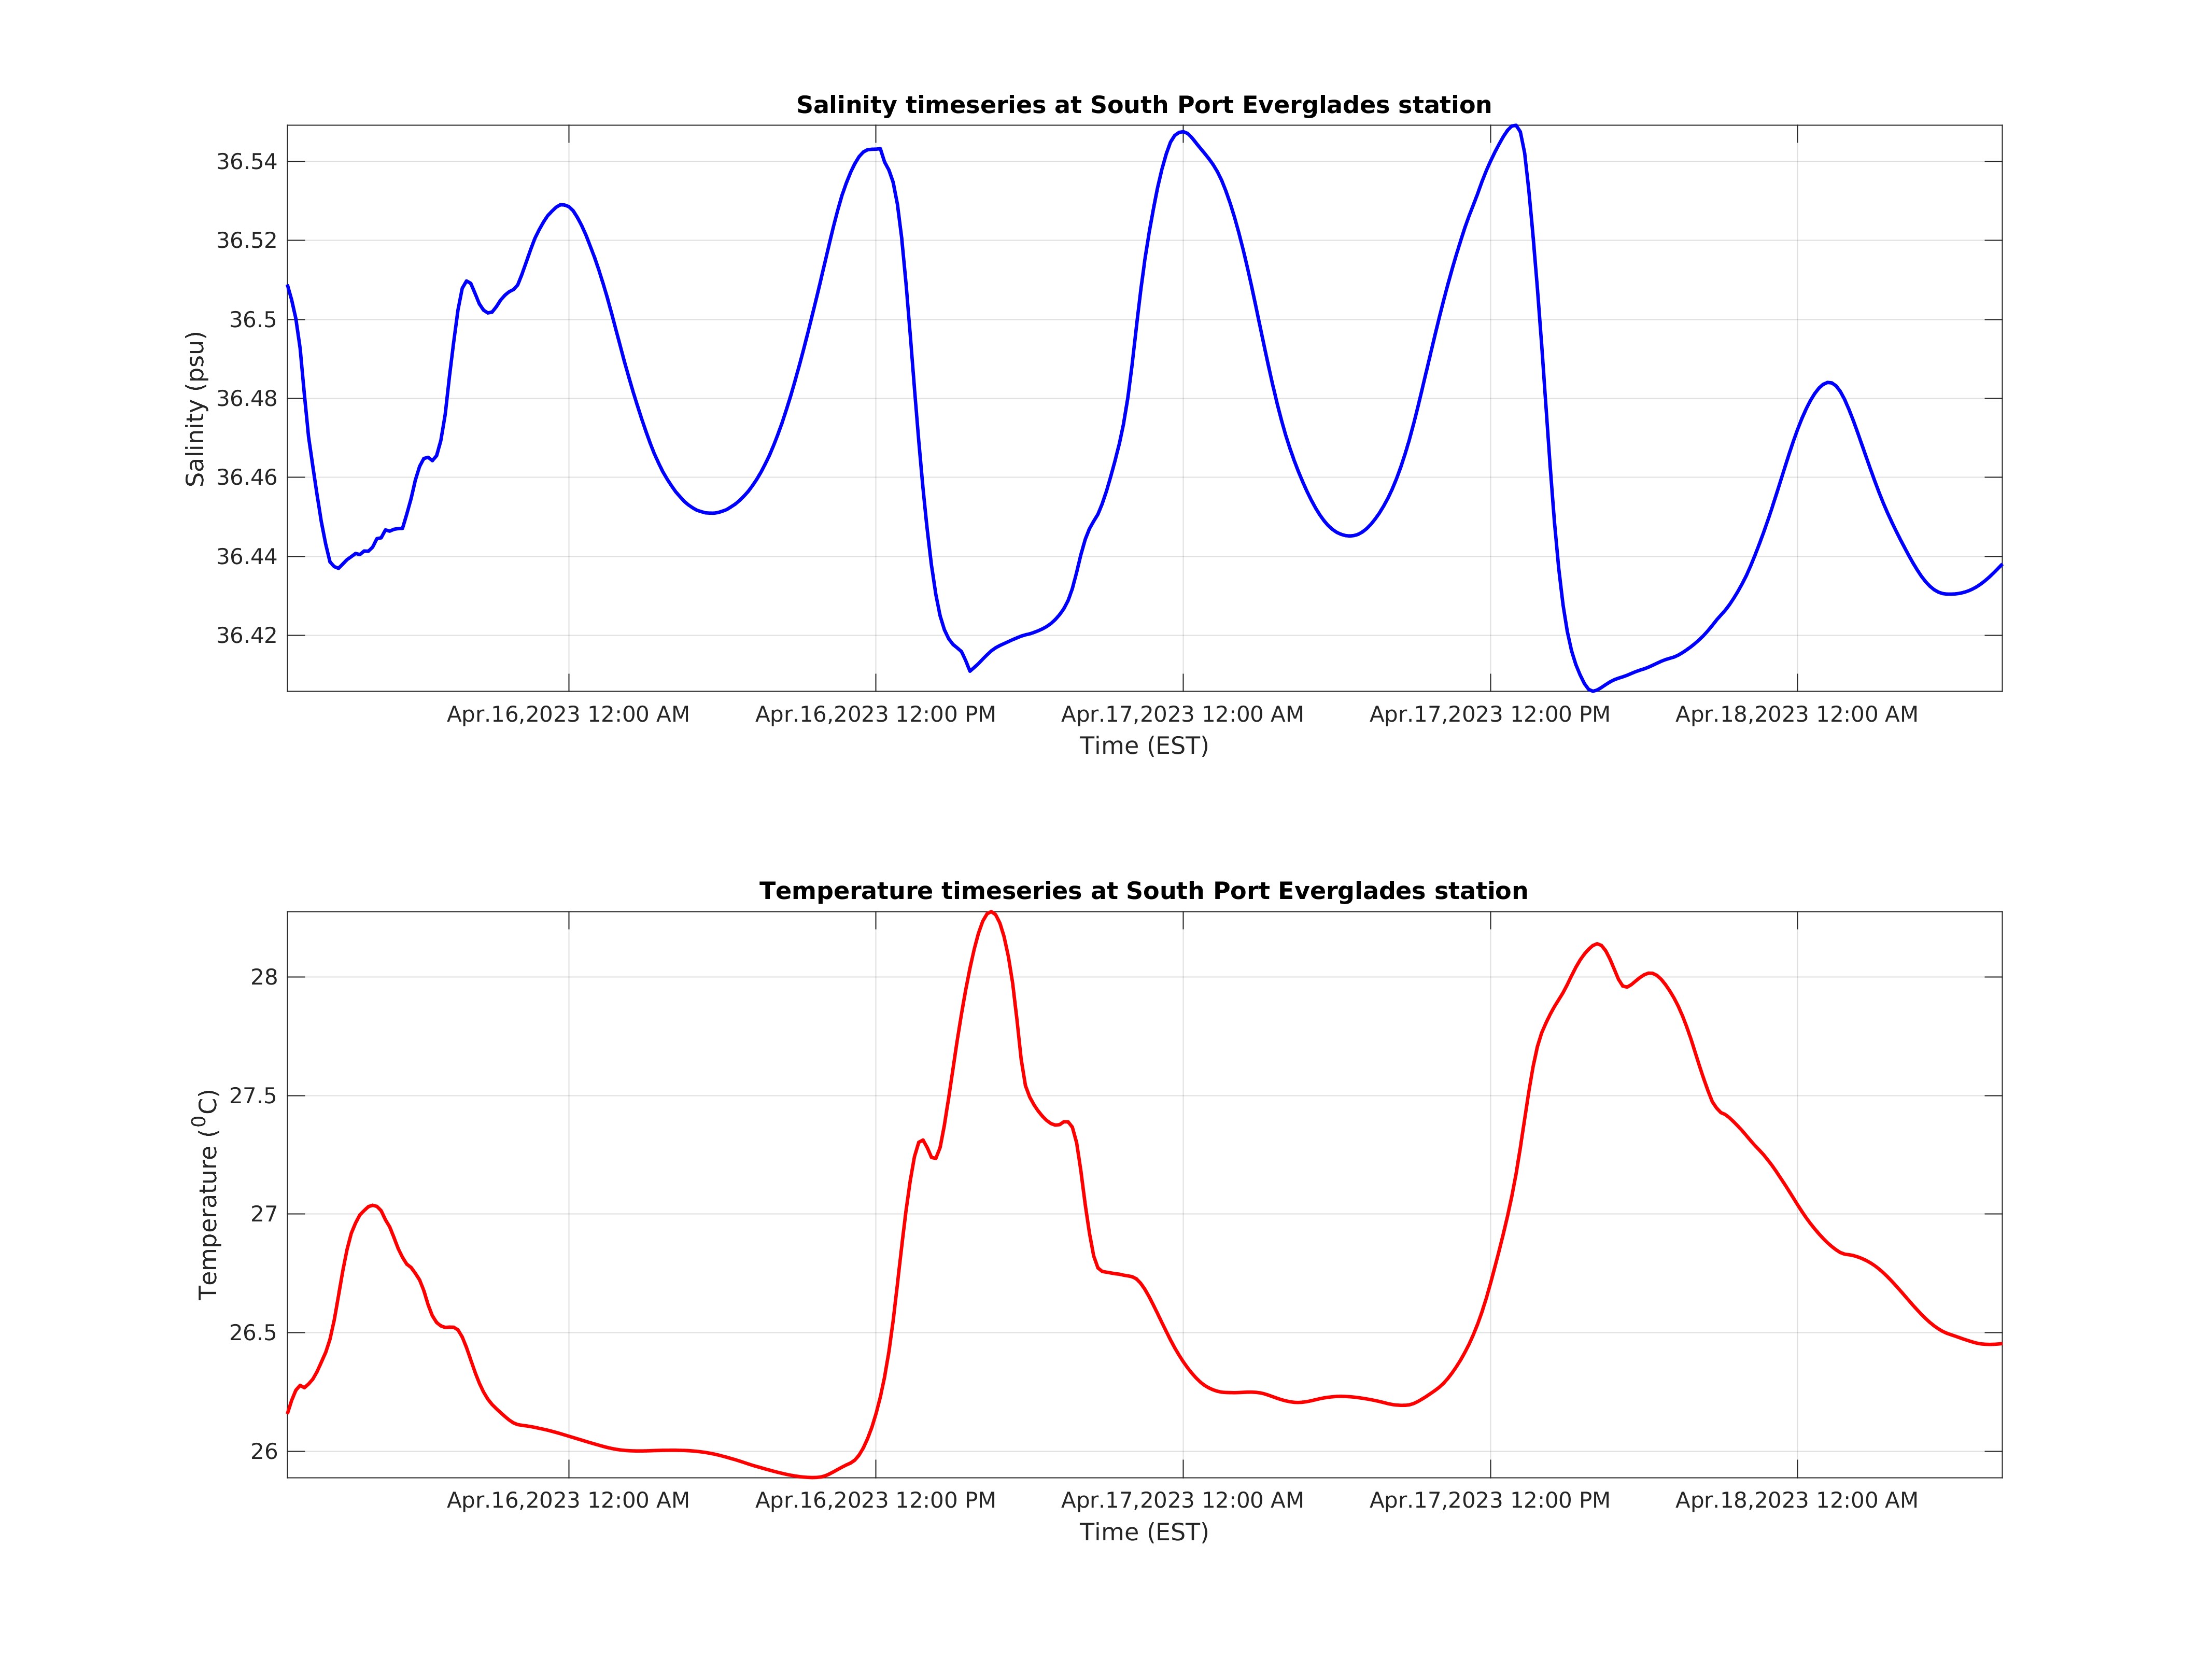 Salinity timeseries at South Port Everglades station
36.54
36.52
36.5
36.48
36.46
36.44
36.42
Salinity (psu)
Apr.16,2023 12:00 AM Apr.16,2023 12:00 PM Apr.17,2023 12:00 AM Apr.17,2023 12:00 PM Apr.18,2023 12:00 AM
Time (EST)
Temperature timeseries at South Port Everglades station
28
27.5
27
26.5
26
Temperature (⁰C)
Apr.16,2023 12:00 AM Apr.16,2023 12:00 PM Apr.17,2023 12:00 AM Apr.17,2023 12:00 PM Apr.18,2023 12:00 AM
Time (EST)